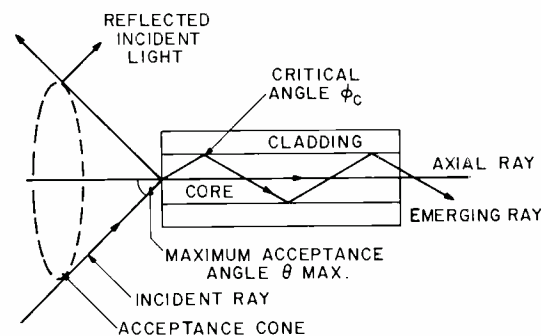 REFLECTED
INCIDENT
LIGHT
CRITICAL
ANGLE ϕC
CLADDING
AXIAL RAY
CORE
EMERGING RAY
MAXIMUM ACCEPTANCE
ANGLE θ MAX.
INCIDENT RAY
ACCEPTANCE CONE